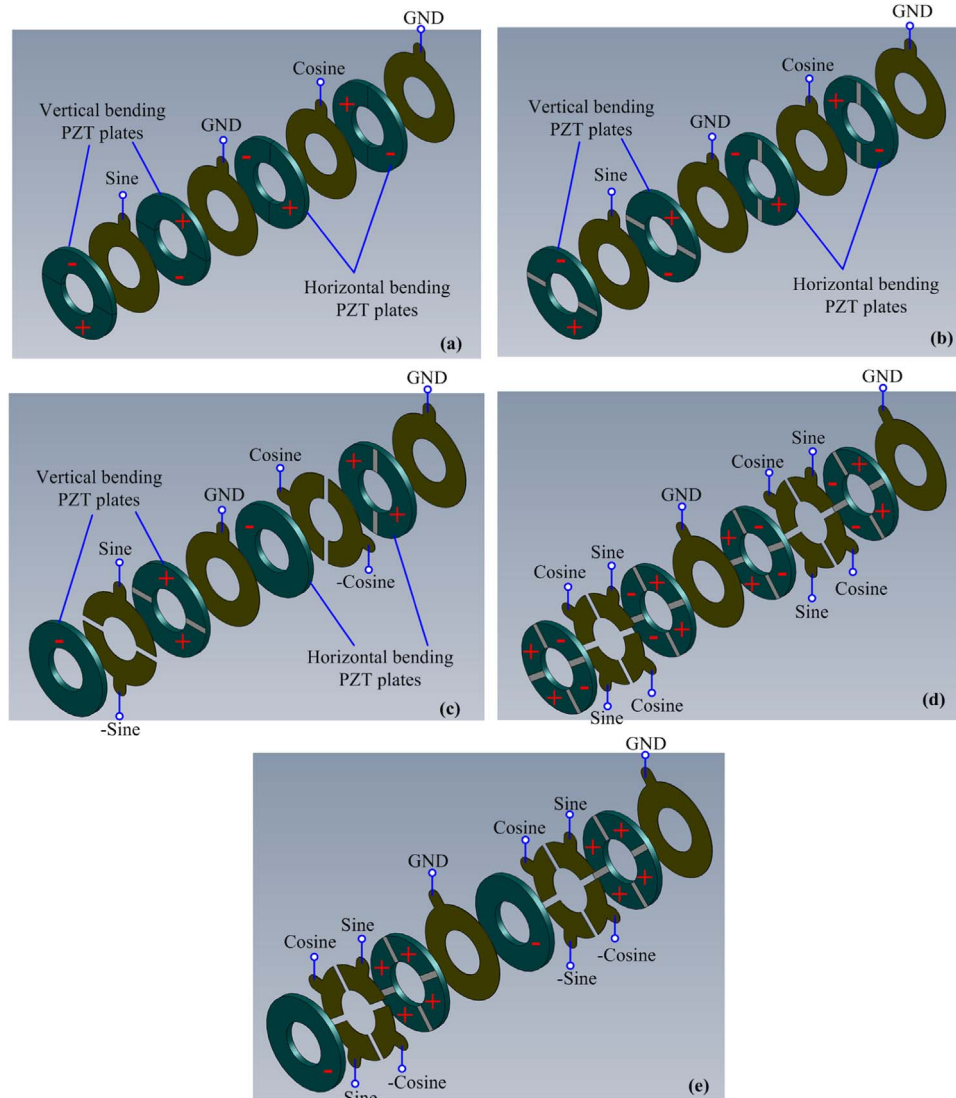 GND
Cosine
+
Vertical bending
PZT plates
GND
-
-
Sine
+
+
-
-
Horizontal bending
PZT plates
+
(a)
GND
Cosine
+
Vertical bending
PZT plates
GND
-
-
Sine
+
+
-
-
Horizontal bending
PZT plates
+
(b)
GND
Cosine
+
Vertical bending
PZT plates
GND
+
-
Sine
-Cosine
+
-
+
Horizontal bending
PZT plates
(c)
-Sine
GND
Sine
Cosine
+
-
GND
+
-
-
+
Sine
+
-
Cosine
Cosine
+
-
Sine
-
+
+
-
-
+
Cosine
(d)
Sine
GND
Sine
Cosine
+
+
GND
+
+
Sine
-
-Cosine
Cosine
+
+
-Sine
+
+
-
-Cosine
(e)
Sine